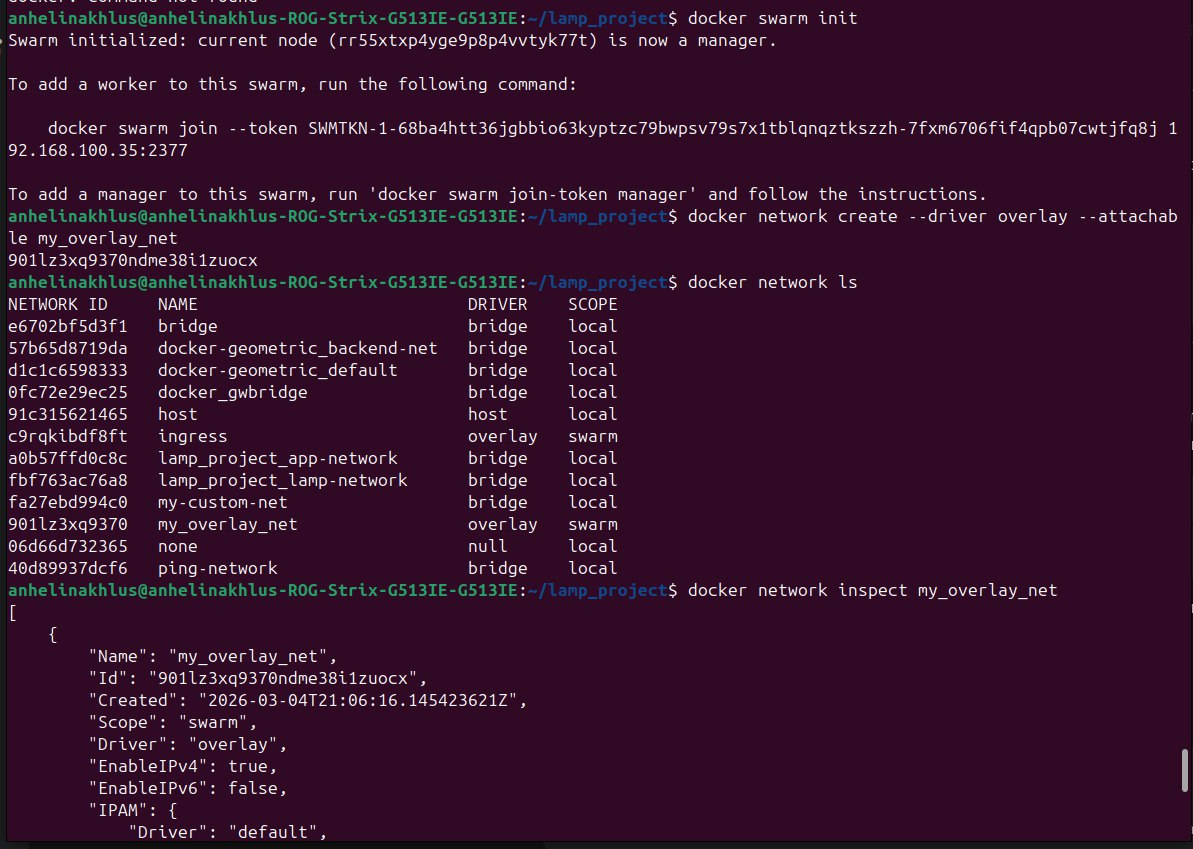 anhelinakhlus@anhelinakhlus-ROG-Strix-G513IE-G513IE:~/lamp_project$ docker swarm init
Swarm initialized: current node (rr55xtxp4yge9p8p4vvtyk77t) is now a manager.
To add a worker to this swarm, run the following command:
    docker swarm join --token SWMTKN-1-68ba4htt36jgbbio63kyptzc79bwpsv79s7x1tblqnqztkszzh-7fxm6706fif4qpb07cwtjfq8j 1
92.168.100.35:2377
To add a manager to this swarm, run 'docker swarm join-token manager' and follow the instructions.
anhelinakhlus@anhelinakhlus-ROG-Strix-G513IE-G513IE:~/lamp_project$ docker network create --driver overlay --attachab
le my_overlay_net
901lz3xq9370ndme38i1zuocx
anhelinakhlus@anhelinakhlus-ROG-Strix-G513IE-G513IE:~/lamp_project$ docker network ls
NETWORK ID     NAME                           DRIVER    SCOPE
e6702bf5d3f1   bridge                         bridge    local
57b65d8719da   docker-geometric_backend-net   bridge    local
d1c1c6598333   docker-geometric_default       bridge    local
0fc72e29ec25   docker_gwbridge                bridge    local
91c315621465   host                           host      local
c9rqkibdf8ft   ingress                        overlay   swarm
a0b57ffd0c8c   lamp_project_app-network       bridge    local
fbf763ac76a8   lamp_project_lamp-network      bridge    local
fa27ebd994c0   my-custom-net                  bridge    local
901lz3xq9370   my_overlay_net                 overlay   swarm
06d66d732365   none                           null      local
40d89937dcf6   ping-network                   bridge    local
anhelinakhlus@anhelinakhlus-ROG-Strix-G513IE-G513IE:~/lamp_project$ docker network inspect my_overlay_net
[
    {
        "Name": "my_overlay_net",
        "Id": "901lz3xq9370ndme38i1zuocx",
        "Created": "2026-03-04T21:06:16.145423621Z",
        "Scope": "swarm",
        "Driver": "overlay",
        "EnableIPv4": true,
        "EnableIPv6": false,
        "IPAM": {
            "Driver": "default",